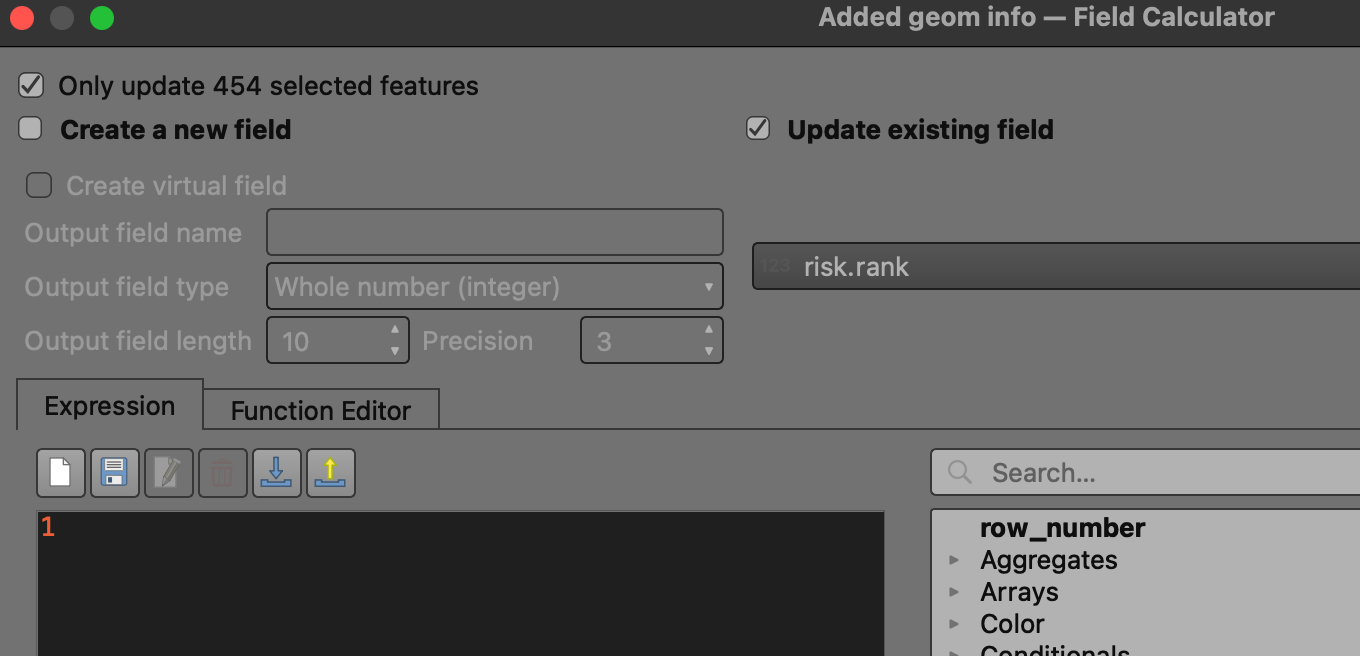 Added geom info — Field Calculator
Only update 454 selected features
Create a new field
Update existing field
Create virtual field
Output field name
123 risk.rank
Output field type
Whole number (integer)
Output field length
10
Precision
3
Expression
Function Editor
Search...
1
row_number
Aggregates
Arrays
Color
Conditionals